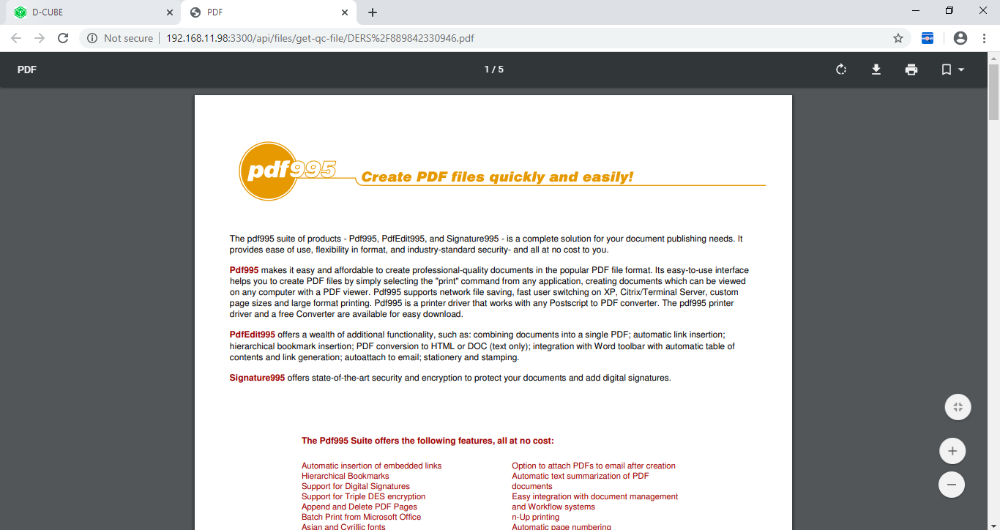 D-CUBE
PDF
Not secure
192.168.11.98:3300/api/files/get-qc-file/DERS%2F889842330946.pdf
PDF
1 / 5
pdf995
Create PDF files quickly and easily!
The pdf995 suite of products - Pdf995, PdfEdit995, and Signature995 - is a complete solution for your document publishing needs. It
provides ease of use, flexibility in format, and industry-standard security- and all at no cost to you.
Pdf995 makes it easy and affordable to create professional-quality documents in the popular PDF file format. Its easy-to-use interface
helps you to create PDF files by simply selecting the "print" command from any application, creating documents which can be viewed
on any computer with a PDF viewer. Pdf995 supports network file saving, fast user switching on XP, Citrix/Terminal Server, custom
page sizes and large format printing. Pdf995 is a printer driver that works with any Postscript to PDF converter. The pdf995 printer
driver and a free Converter are available for easy download.
PdfEdit995 offers a wealth of additional functionality, such as: combining documents into a single PDF; automatic link insertion;
hierarchical bookmark insertion; PDF conversion to HTML or DOC (text only); integration with Word toolbar with automatic table of
contents and link generation; autoattach to email; stationery and stamping.
Signature995 offers state-of-the-art security and encryption to protect your documents and add digital signatures.
The Pdf995 Suite offers the following features, all at no cost:
Automatic insertion of embedded links
Hierarchical Bookmarks
Support for Digital Signatures
Support for Triple DES encryption
Append and Delete PDF Pages
Batch Print from Microsoft Office
Asian and Cyrillic fonts
Option to attach PDFs to email after creation
Automatic text summarization of PDF
documents
Easy integration with document management
and Workflow systems
n-Up printing
Automatic page numbering